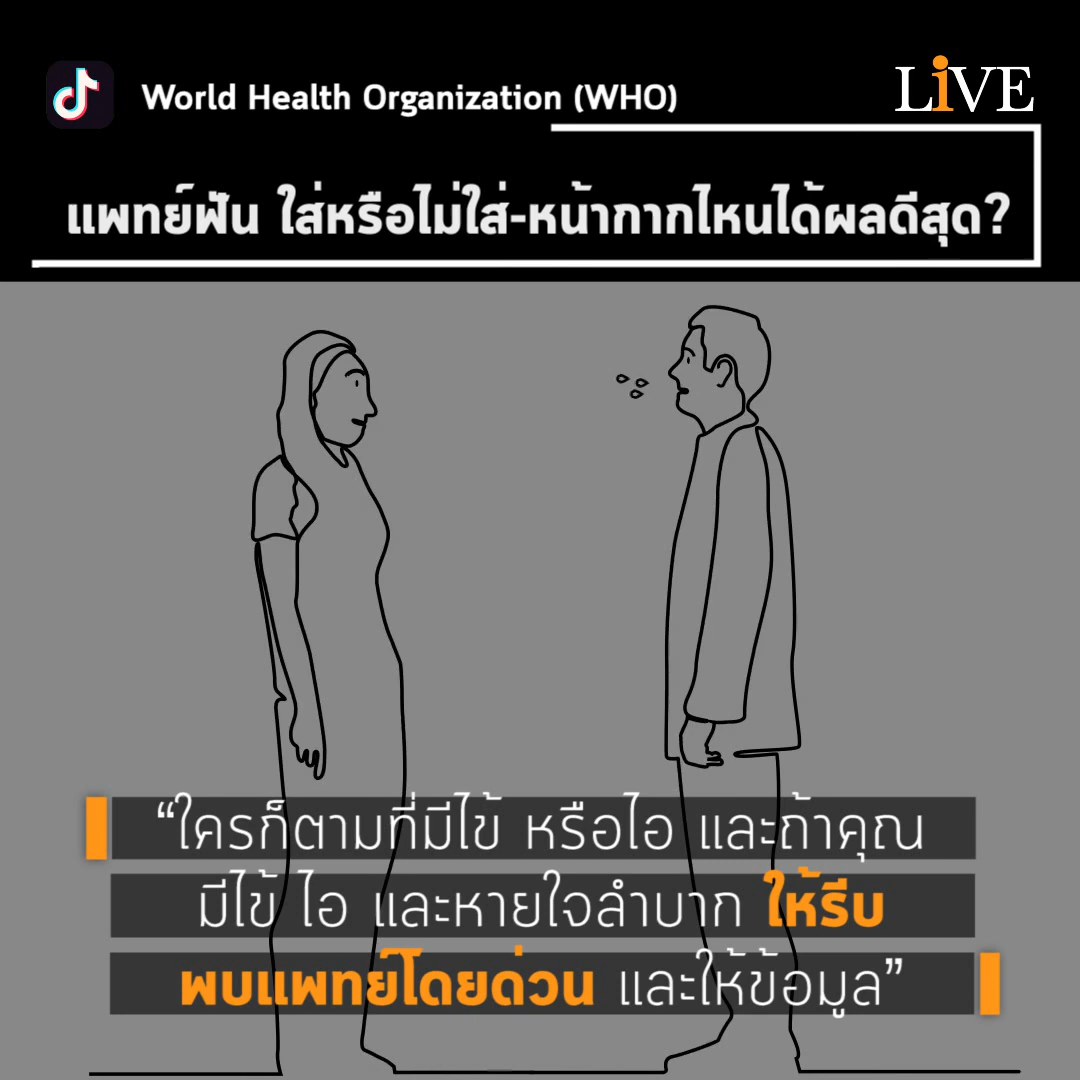 World Health Organization (WHO)
LiVE
แพทย์ฟัน ใส่หรือไม่ใส่-หน้ากากไหนได้ผลดีสุด?
“ใครก็ตามที่มีไข้ หรือไอ และถ้าคุณ
มีไข้ ไอ และหายใจลำบาก ให้รีบ
พบแพทย์โดยด่วน และให้ข้อมูล”